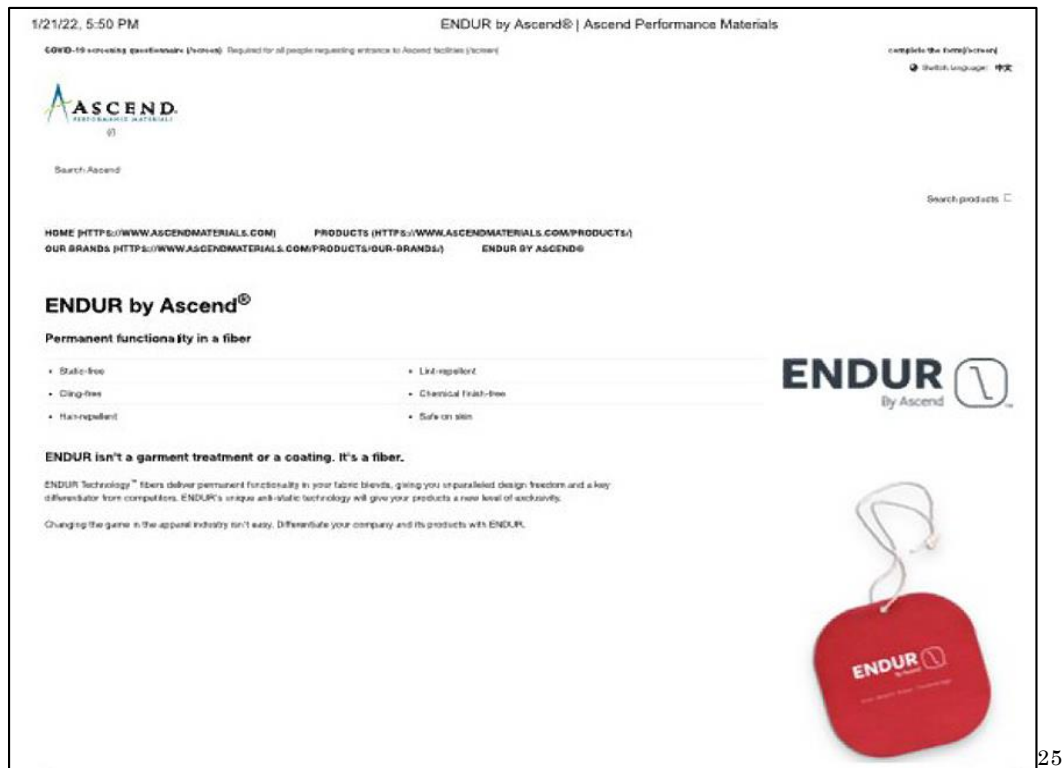 1/21/22, 5:50 PM ENDUR by Ascend® | Ascend Performance Materials
COVID-19 screening questionnaire (/screen) Required for all people requesting entrance to Ascend facilities (/screen) complete the form(/screen)
Switch language: 中文
ASCEND
PERFORMANCE MATERIALS
Search Ascend
Search products
HOME (HTTPS://WWW.ASCENDMATERIALS.COM) PRODUCTS (HTTPS://WWW.ASCENDMATERIALS.COM/PRODUCTS/)
OUR BRANDS (HTTPS://WWW.ASCENDMATERIALS.COM/PRODUCTS/OUR-BRANDS/) ENDUR BY ASCEND®
ENDUR by Ascend®
Permanent functionality in a fiber
• Static-free • Lint-repellent
• Cling-free • Chemical finish-free
• Hair-repellent • Safe on skin
ENDUR By Ascend ™
ENDUR isn't a garment treatment or a coating. It's a fiber.
ENDUR Technology™ fibers deliver permanent functionality in your fabric blends, giving you unparalleled design freedom and a key
differentiator from competitors. ENDUR's unique anti-static technology will give your products a new level of exclusivity.
Changing the game in the apparel industry isn't easy. Differentiate your company and its products with ENDUR.
ENDUR
By Ascend
25